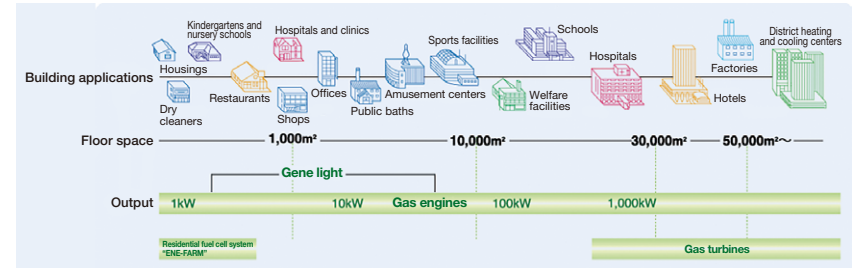 Kindergartens and
nursery schools
Hospitals and clinics
Sports facilities
Schools
District heating
and cooling centers
Building applications
Housings
Hospitals
Factories
Restaurants
Offices
Amusement centers
Welfare
facilities
Hotels
Dry
cleaners
Shops
Public baths
Floor space
1,000m²
10,000m²
30,000m²
50,000m²~
Gene light
Output
1kW
10kW
Gas engines
100kW
1,000kW
Residential fuel cell system
"ENE-FARM"
Gas turbines